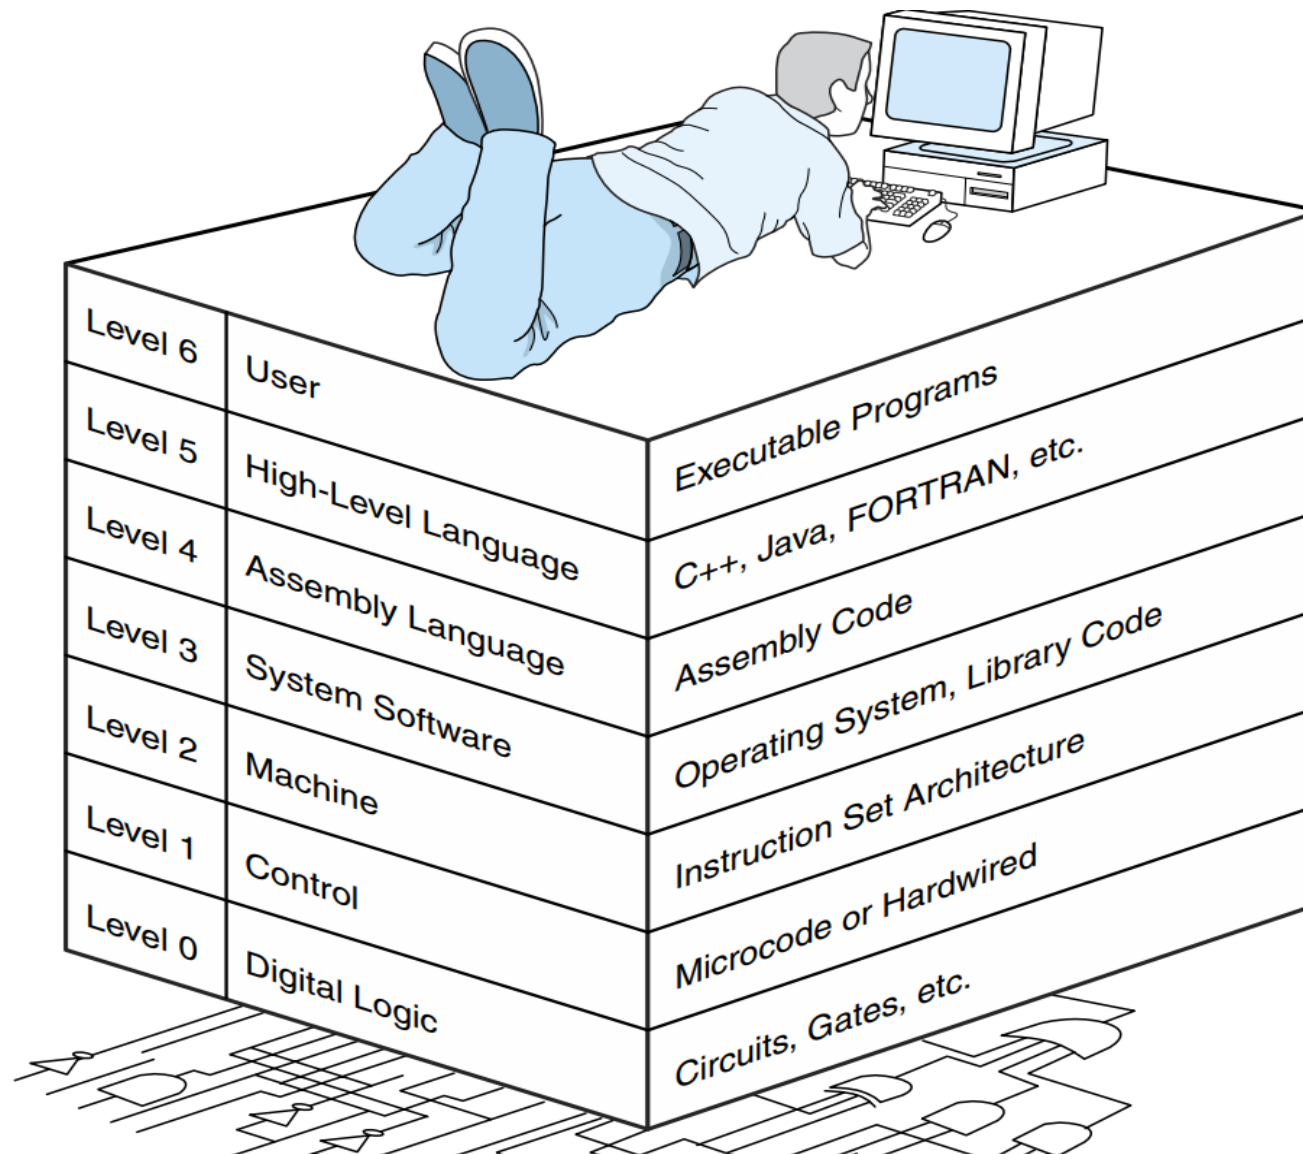 Level 6
User
Executable Programs
Level 5
High-Level Language
C++, Java, FORTRAN, etc.
Level 4
Assembly Language
Assembly Code
Level 3
System Software
Operating System, Library Code
Level 2
Machine
Instruction Set Architecture
Level 1
Control
Microcode or Hardwired
Level 0
Digital Logic
Circuits, Gates, etc.